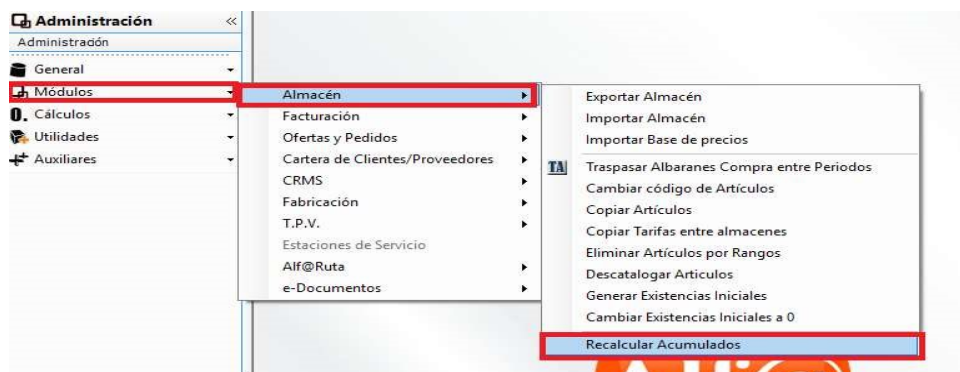 Administración «
Administración
General
Módulos
0. Cálculos
Utilidades
Auxiliares
Almacén
Facturación
Ofertas y Pedidos
Cartera de Clientes/Proveedores
CRMS
Fabricación
T.P.V.
Estaciones de Servicio
Alf@Ruta
e-Documentos
Exportar Almacén
Importar Almacén
Importar Base de precios
TA Traspasar Albaranes Compra entre Periodos
Cambiar código de Artículos
Copiar Artículos
Copiar Tarifas entre almacenes
Eliminar Artículos por Rangos
Descatalogar Articulos
Generar Existencias Iniciales
Cambiar Existencias Iniciales a 0
Recalcular Acumulados